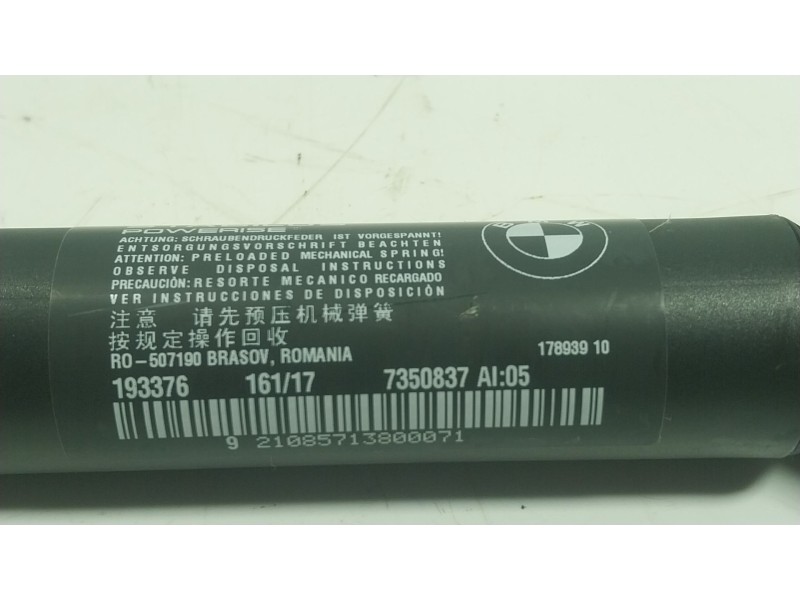 POWERISE
BMW
ACHTUNG: SCHRAUBENDRUCKFEDER IST VORGESPANNT!
ENTSORGUNGSVORSCHRIFT BEACHTEN
ATTENTION: PRELOADED MECHANICAL SPRING!
OBSERVE DISPOSAL INSTRUCTIONS
PRECAUCIÓN: RESORTE MECANICO RECARGADO
VER INSTRUCCIONES DE DISPOSICIÓN
注意 请先预压机械弹簧
按规定操作回收
RO-507190 BRASOV, ROMANIA
178939 10
193376 161/17 7350837 AI:05
9 21085713800071